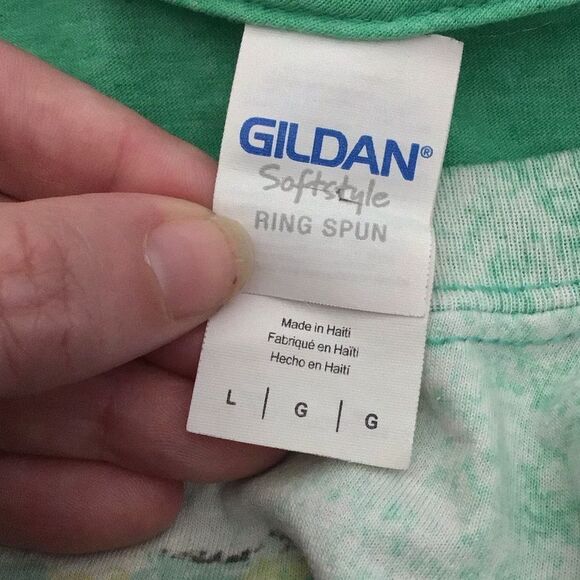 GILDAN®
Softstyle
RING SPUN
Made in Haiti
Fabriqué en Haïti
Hecho en Haití
L | G | G